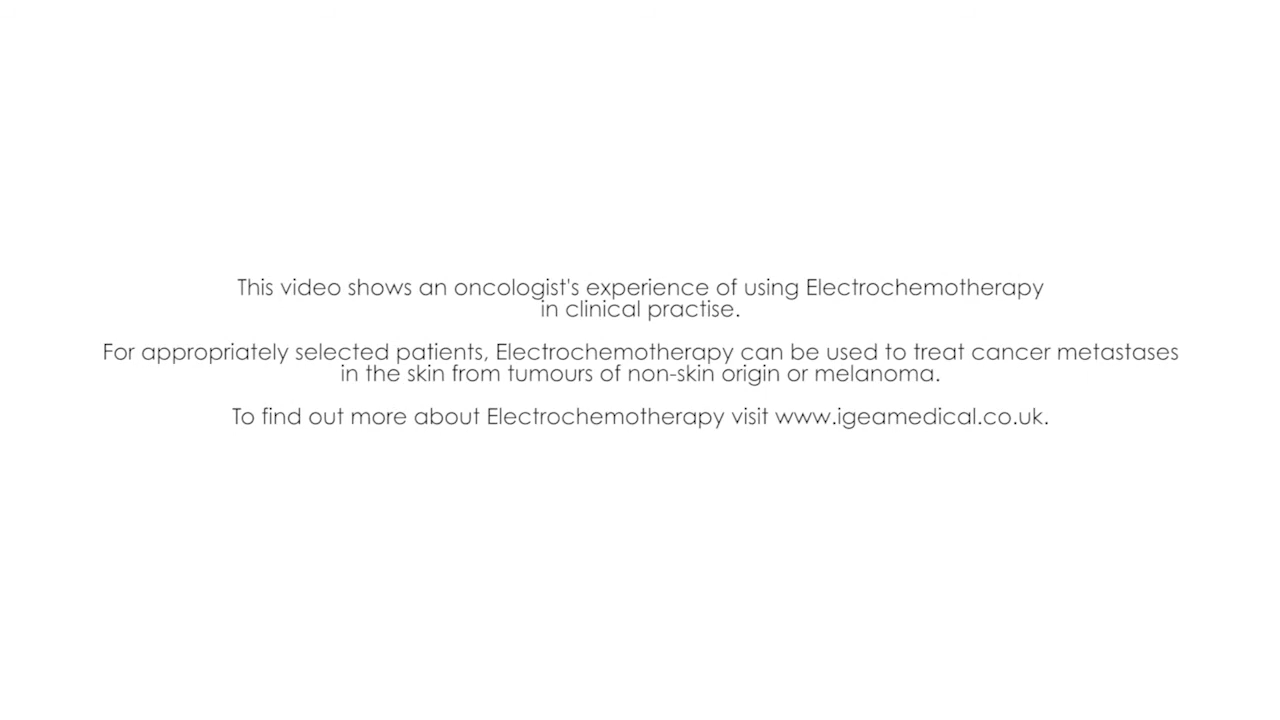 This video shows an oncologist's experience of using Electrochemotherapy
in clinical practise.
For appropriately selected patients, Electrochemotherapy can be used to treat cancer metastases
in the skin from tumours of non-skin origin or melanoma.
To find out more about Electrochemotherapy visit www.igeamedical.co.uk.